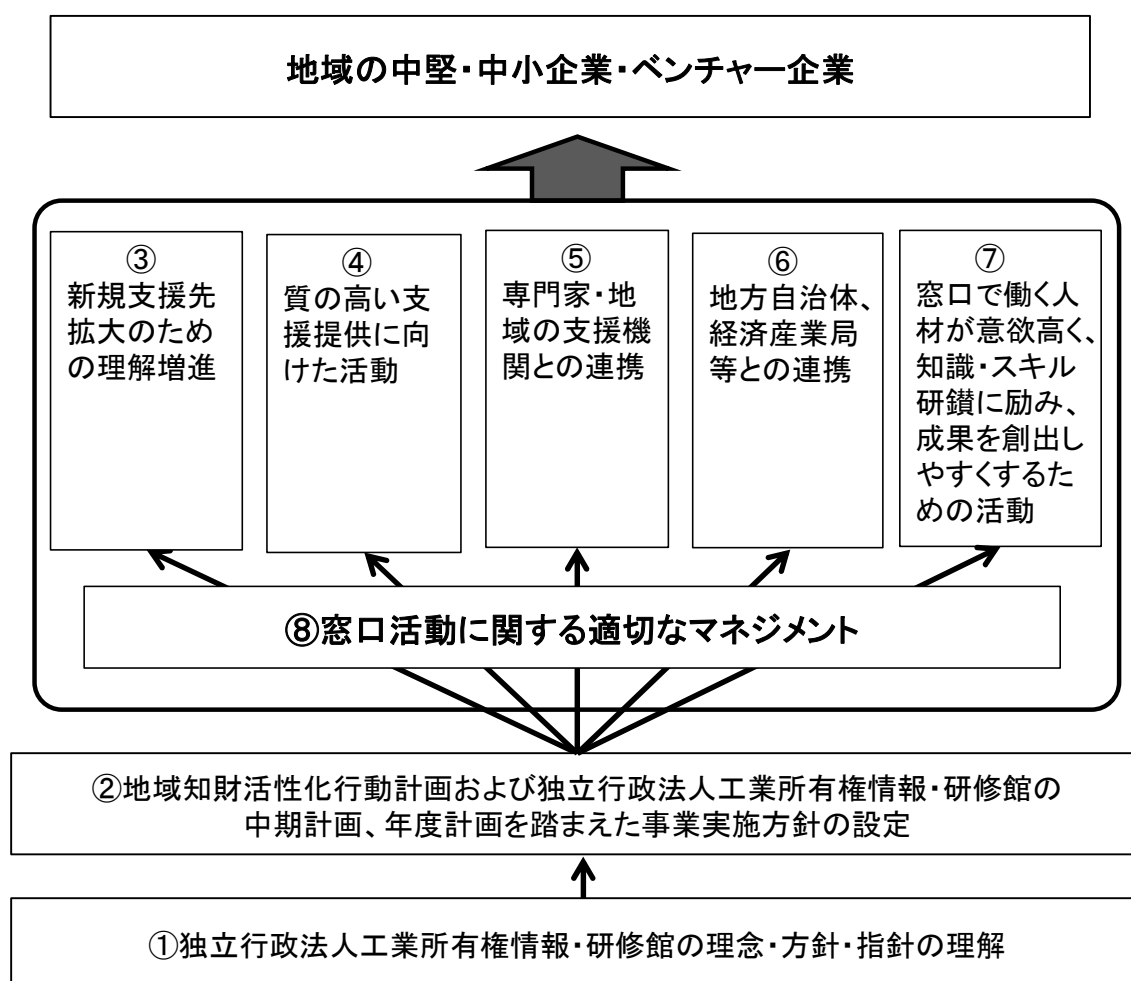 地域の中堅・中小企業・ベンチャー企業
③
新規支援先
拡大のため
の理解増進
④
質の高い支
援提供に向
けた活動
⑤
専門家・地
域の支援機
関との連携
⑥
地方自治体、
経済産業局
等との連携
⑦
窓口で働く人
材が意欲高く、
知識・スキル
研鑽に励み、
成果を創出し
やすくするた
めの活動
⑧窓口活動に関する適切なマネジメント
②地域知財活性化行動計画および独立行政法人工業所有権情報・研修館の
中期計画、年度計画を踏まえた事業実施方針の設定
①独立行政法人工業所有権情報・研修館の理念・方針・指針の理解